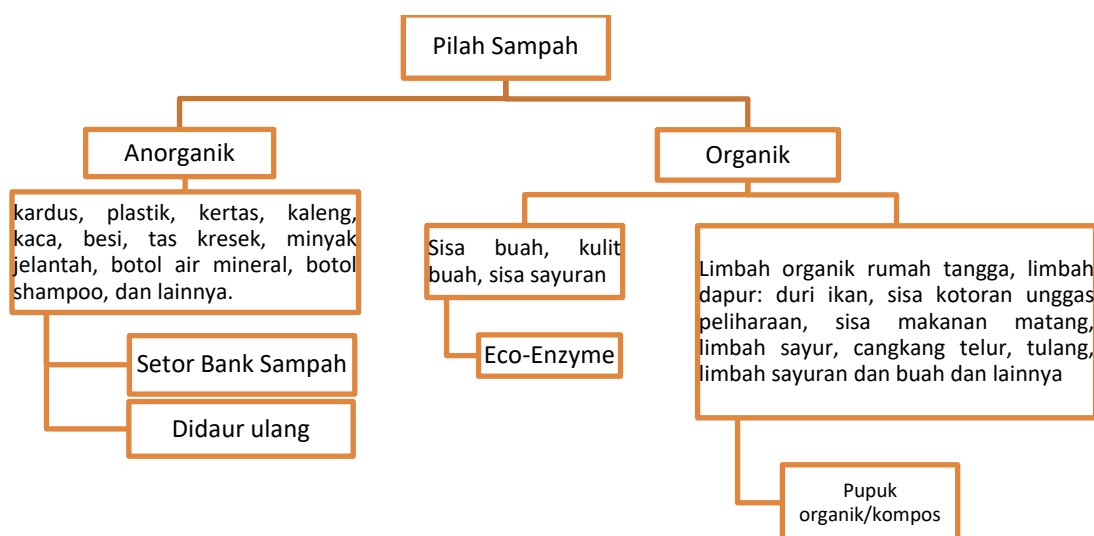 Pilah Sampah
Anorganik
kardus, plastik, kertas, kaleng,
kaca, besi, tas kresek, minyak
jelantah, botol air mineral, botol
shampoo, dan lainnya.
Setor Bank Sampah
Didaur ulang
Organik
Sisa buah, kulit
buah, sisa sayuran
Eco-Enzyme
Limbah organik rumah tangga, limbah
dapur: duri ikan, sisa kotoran unggas
peliharaan, sisa makanan matang,
limbah sayur, cangkang telur, tulang,
limbah sayuran dan buah dan lainnya
Pupuk
organik/kompos